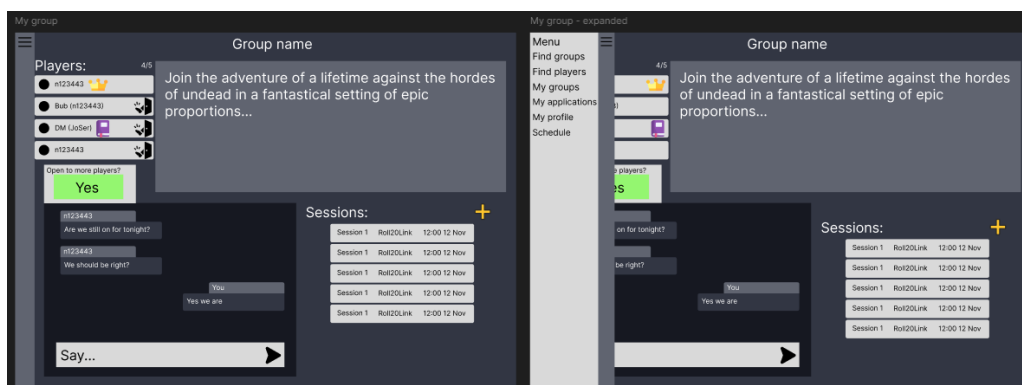 My group
Group name
Players:
4/5
n123443
Bub (n123443)
DM (JoSer)
n123443
Open to more players?
Yes
Join the adventure of a lifetime against the hordes
of undead in a fantastical setting of epic
proportions...
n123443
Are we still on for tonight?
n123443
We should be right?
You
Yes we are
Say...
Sessions:
Session 1 Roll20Link 12:00 12 Nov
Session 1 Roll20Link 12:00 12 Nov
Session 1 Roll20Link 12:00 12 Nov
Session 1 Roll20Link 12:00 12 Nov
Session 1 Roll20Link 12:00 12 Nov
My group - expanded
Menu
Find groups
Find players
My groups
My applications
My profile
Schedule
Group name
4/5
)
e players?
es
Join the adventure of a lifetime against the hordes
of undead in a fantastical setting of epic
proportions...
on for tonight?
be right?
You
Yes we are
Sessions:
Session 1 Roll20Link 12:00 12 Nov
Session 1 Roll20Link 12:00 12 Nov
Session 1 Roll20Link 12:00 12 Nov
Session 1 Roll20Link 12:00 12 Nov
Session 1 Roll20Link 12:00 12 Nov